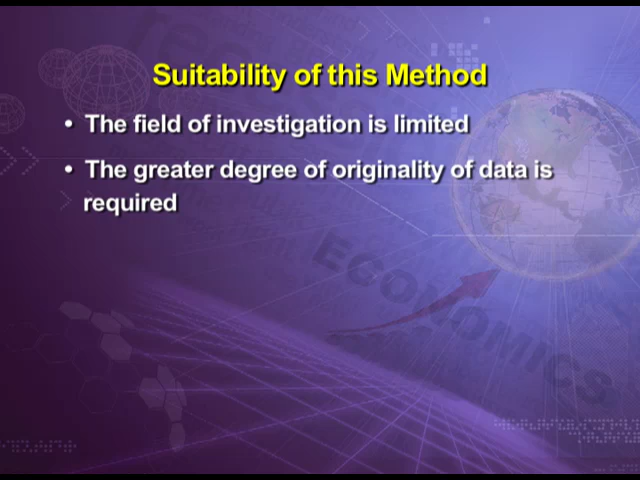 Suitability of this Method
• The field of investigation is limited
• The greater degree of originality of data is
required
ECONOMICS